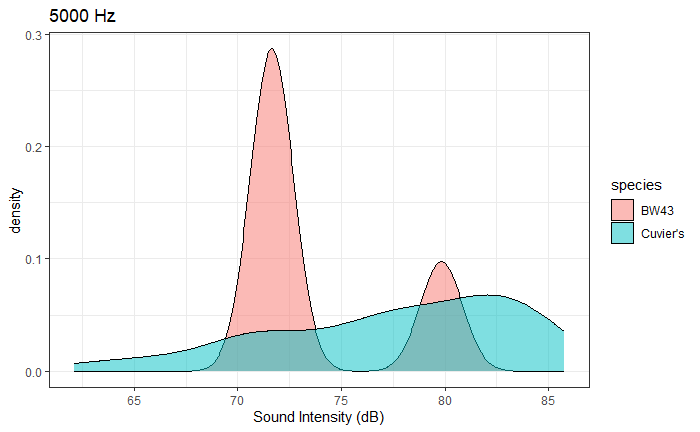 5000 Hz
0.3
0.2
0.1
0.0
density
65 70 75 80 85
Sound Intensity (dB)
species
BW43
Cuvier's